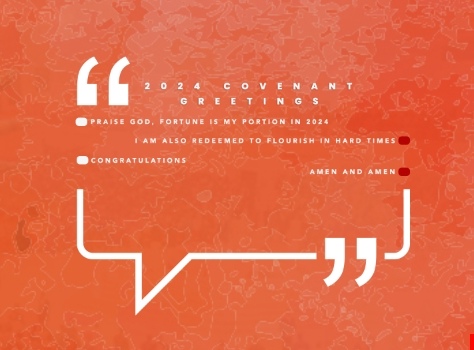 2024 COVENANT
GREETINGS
PRAISE GOD, FORTUNE IS MY PORTION IN 2024
I AM ALSO REDEEMED TO FLOURISH IN HARD TIMES
CONGRATULATIONS
AMEN AND AMEN